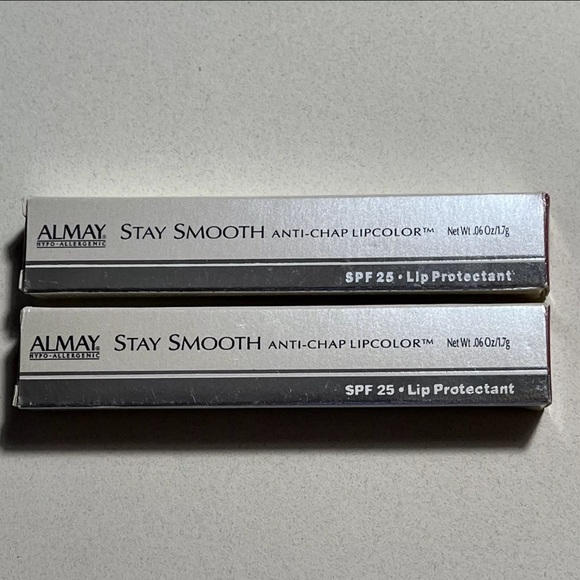 ALMAY® STAY SMOOTH ANTI-CHAP LIPCOLOR™ Net Wt .06 Oz/1.7g
HYPO-ALLERGENIC
SPF 25 • Lip Protectant
ALMAY® STAY SMOOTH ANTI-CHAP LIPCOLOR™ Net Wt .06 Oz/1.7g
HYPO-ALLERGENIC
SPF 25 • Lip Protectant